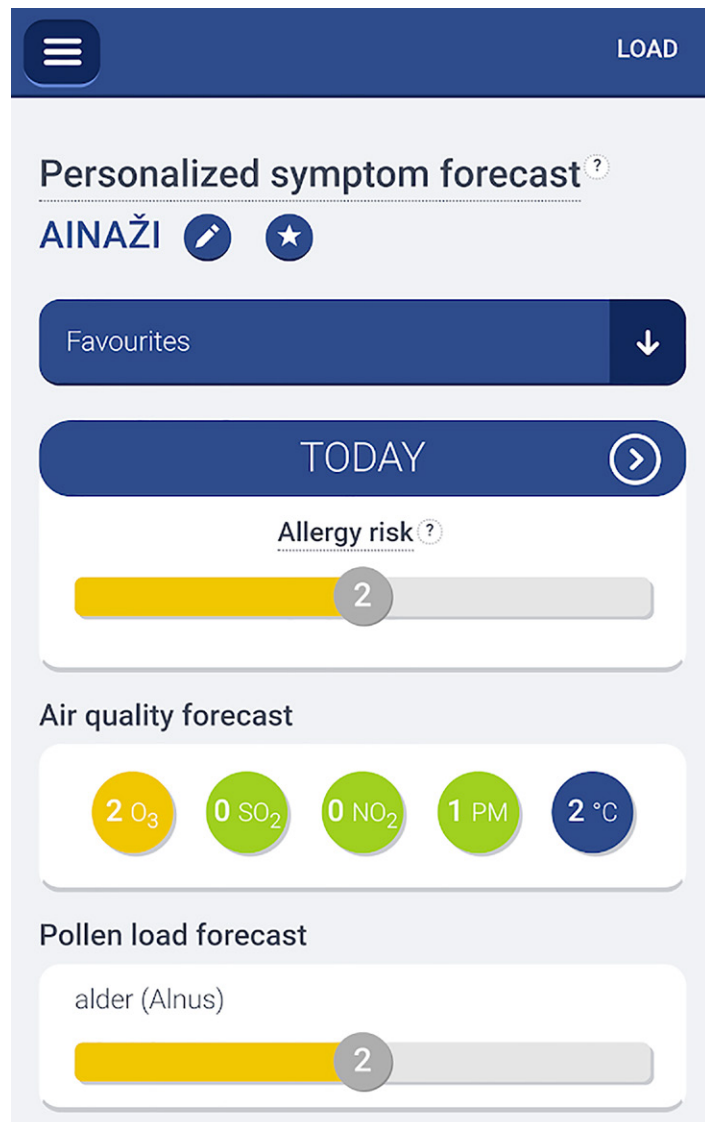 LOAD
Personalized symptom forecast ?
AINAŽI
Favourites
TODAY
Allergy risk ?
2
Air quality forecast
2 O₃ 0 SO₂ 0 NO₂ 1 PM 2 °C
Pollen load forecast
alder (Alnus)
2